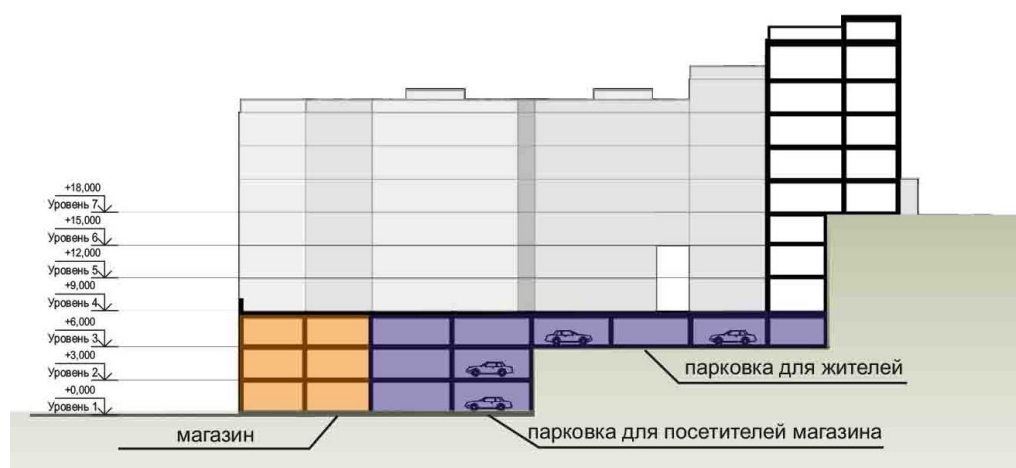 +18,000
Уровень 7
+15,000
Уровень 6
+12,000
Уровень 5
+9,000
Уровень 4
+6,000
Уровень 3
+3,000
Уровень 2
+0,000
Уровень 1
парковка для жителей
магазин
парковка для посетителей магазина